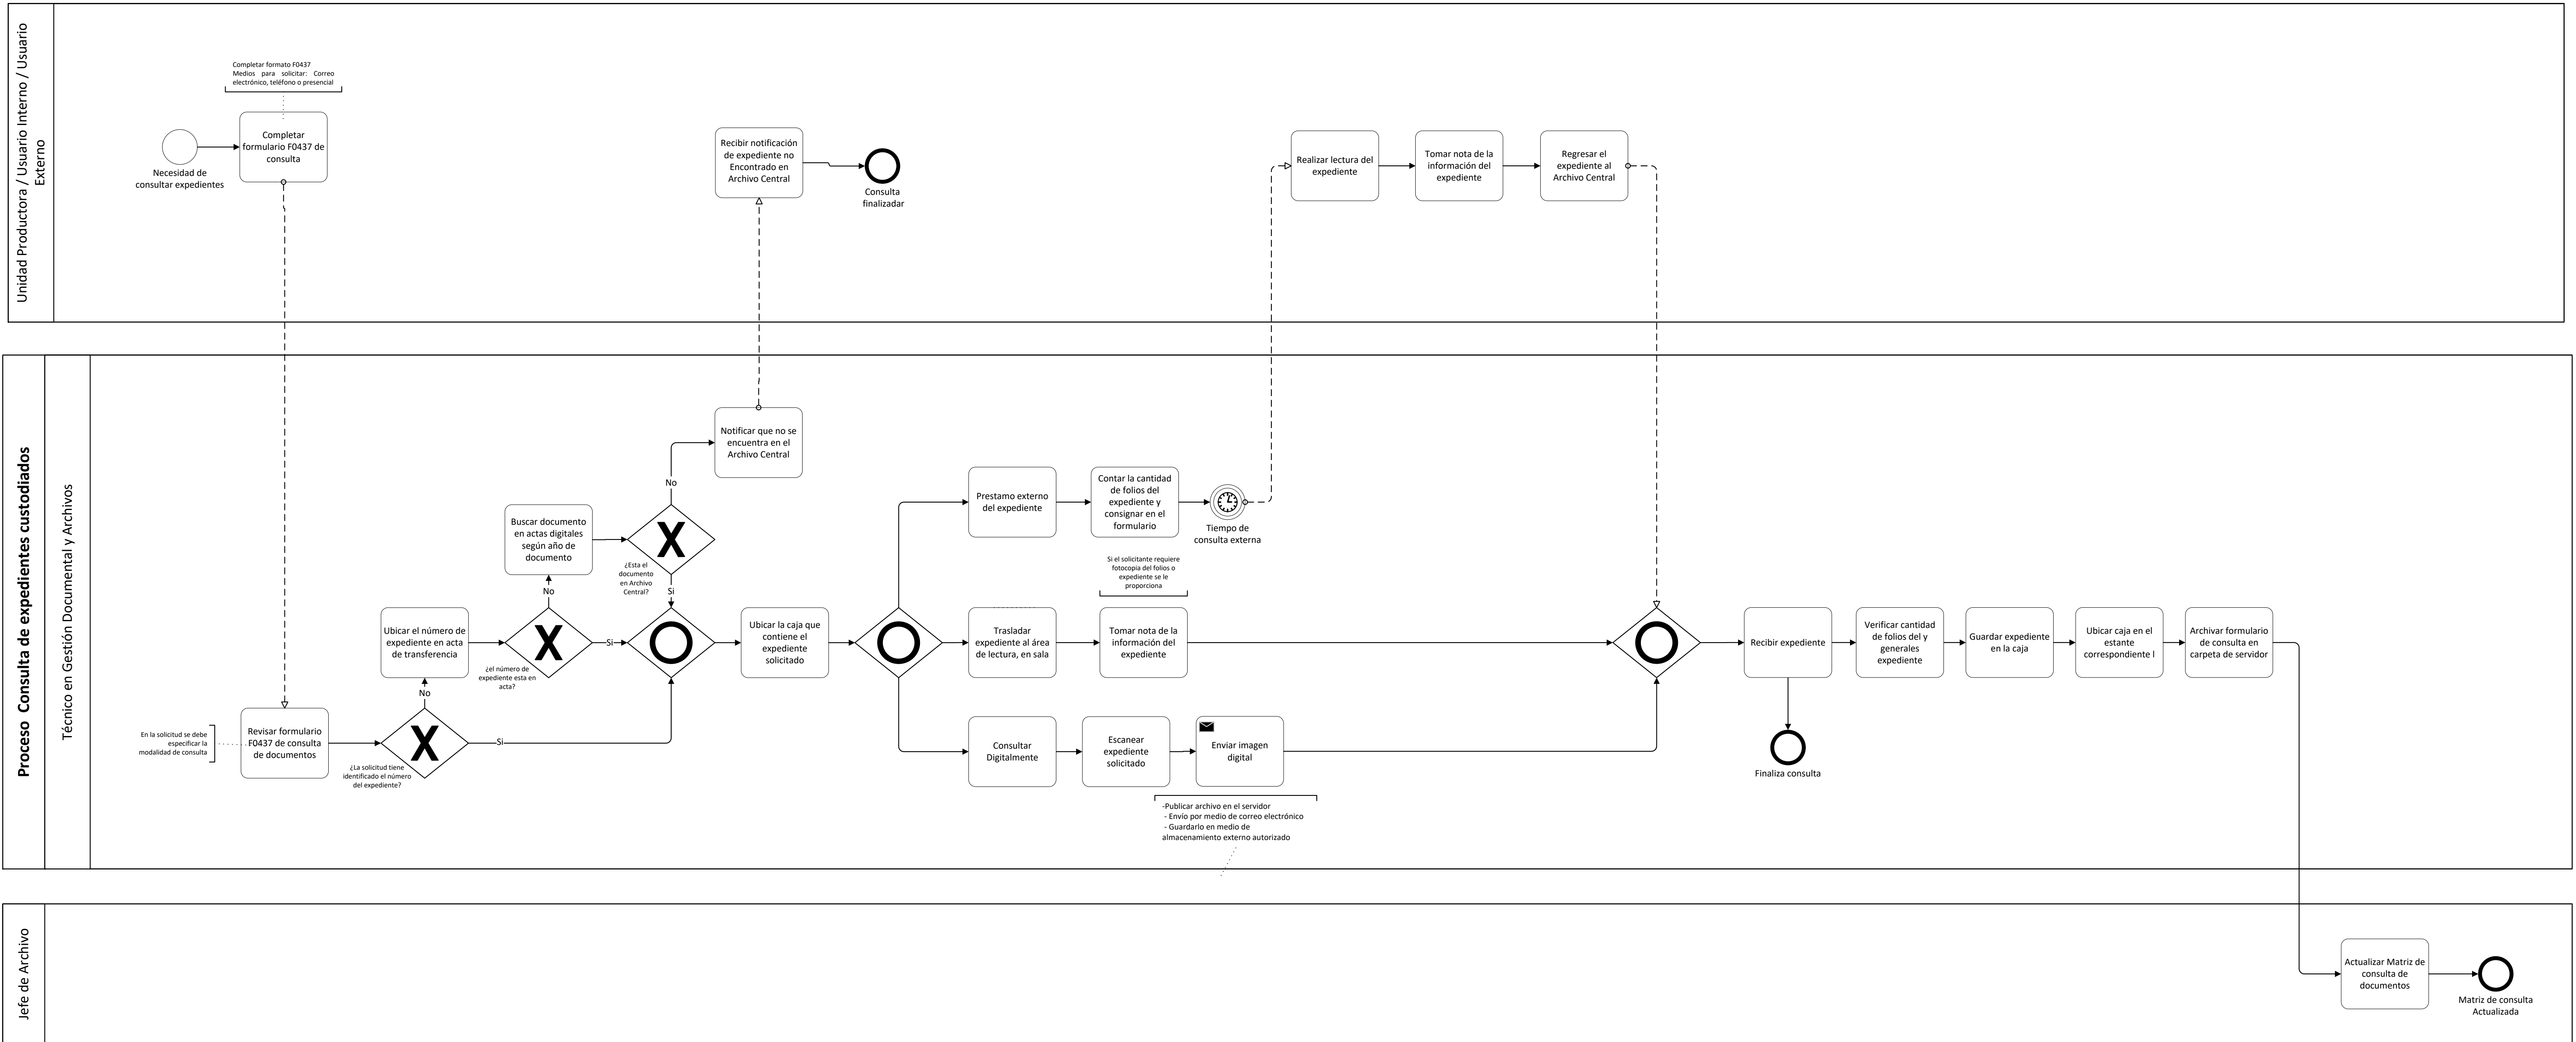 Unidad Productora / Usuario Interno / Usuario
Externo
Completar formato F0437
Medios para solicitar: Correo
electrónico, teléfono o presencial
Necesidad de
consultar expedientes
Completar
formulario F0437 de
consulta
Recibir notificación
de expediente no
Encontrado en
Archivo Central
Consulta
finalizadar
Realizar lectura del
expediente
Tomar nota de la
información del
expediente
Regresar el
expediente al
Archivo Central
Proceso Consulta de expedientes custodiados
Técnico en Gestión Documental y Archivos
En la solicitud se debe
especificar la
modalidad de consulta
Revisar formulario
F0437 de consulta
de documentos
¿La solicitud tiene
identificado el número
del expediente?
No
Si
Ubicar el número de
expediente en acta
de transferencia
¿el número de
expediente esta en
acta?
No
Si
Buscar documento
en actas digitales
según año de
documento
¿Esta el
documento
en Archivo
Central?
No
Si
Notificar que no se
encuentra en el
Archivo Central
Ubicar la caja que
contiene el
expediente
solicitado
Prestamo externo
del expediente
Contar la cantidad
de folios del
expediente y
consignar en el
formulario
Tiempo de
consulta externa
Si el solicitante requiere
fotocopia del folios o
expediente se le
proporciona
Trasladar
expediente al área
de lectura, en sala
Tomar nota de la
información del
expediente
Consultar
Digitalmente
Escanear
expediente
solicitado
Enviar imagen
digital
-Publicar archivo en el servidor
- Envío por medio de correo electrónico
- Guardarlo en medio de
almacenamiento externo autorizado
Recibir expediente
Finaliza consulta
Verificar cantidad
de folios del y
generales
expediente
Guardar expediente
en la caja
Ubicar caja en el
estante
correspondiente l
Archivar formulario
de consulta en
carpeta de servidor
Jefe de Archivo
Actualizar Matriz de
consulta de
documentos
Matriz de consulta
Actualizada